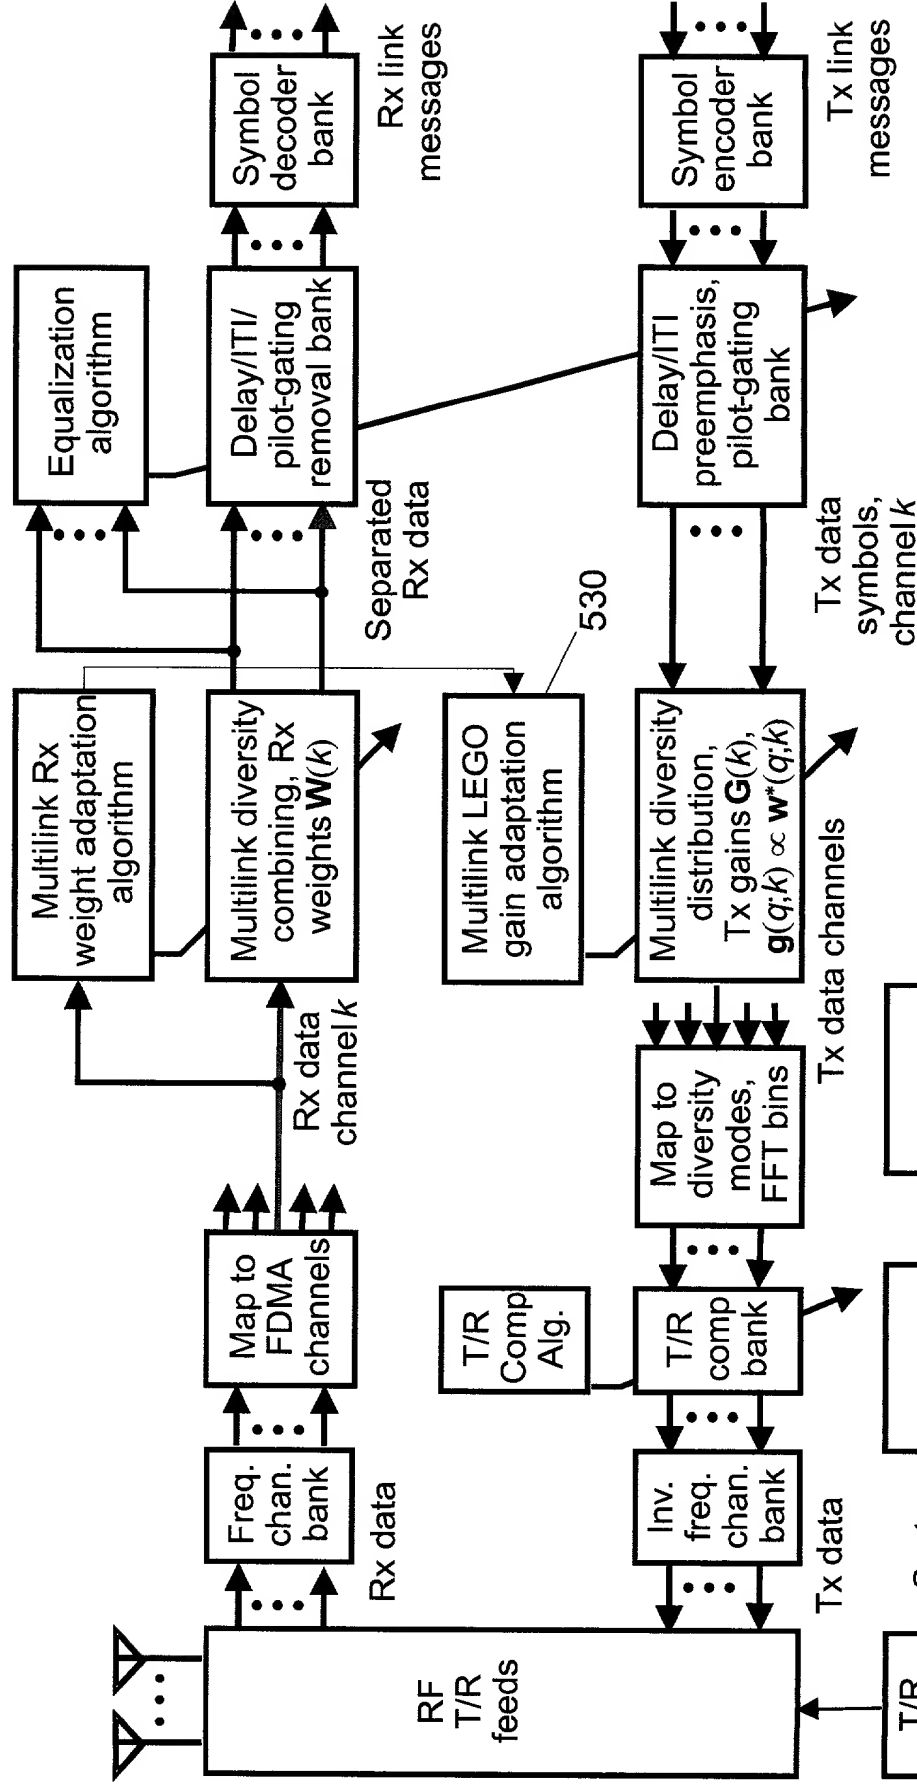 RF
T/R
feeds
Rx data
Freq.
chan.
bank
Map to
FDMA
channels
Rx data
channel k
Multilink Rx
weight adaptation
algorithm
Multilink diversity
combining, Rx
weights W(k)
Separated
Rx data
Equalization
algorithm
Delay/ITI/
pilot-gating
removal bank
Symbol
decoder
bank
Rx link
messages
Tx data
Inv.
freq.
chan.
bank
T/R
Comp
Alg.
T/R
comp
bank
Map to
diversity
modes,
FFT bins
Tx data channels
Multilink LEGO
gain adaptation
algorithm
530
Multilink diversity
distribution,
Tx gains G(k),
g(q;k) ∝ w*(q;k)
Tx data
symbols,
channel k
Delay/ITI
preemphasis,
pilot-gating
bank
Symbol
encoder
bank
Tx link
messages
T/R